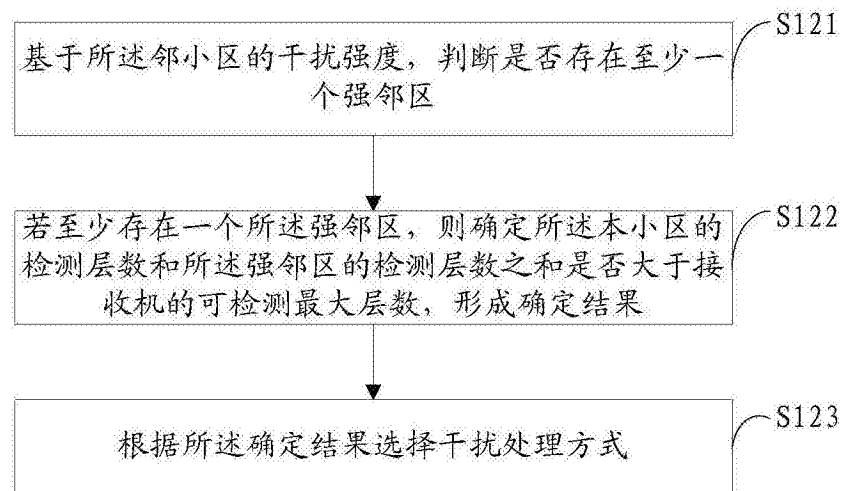 S121
基于所述邻小区的干扰强度，判断是否存在至少一
个强邻区
S122
若至少存在一个所述强邻区，则确定所述本小区的
检测层数和所述强邻区的检测层数之和是否大于接
收机的可检测最大层数，形成确定结果
S123
根据所述确定结果选择干扰处理方式